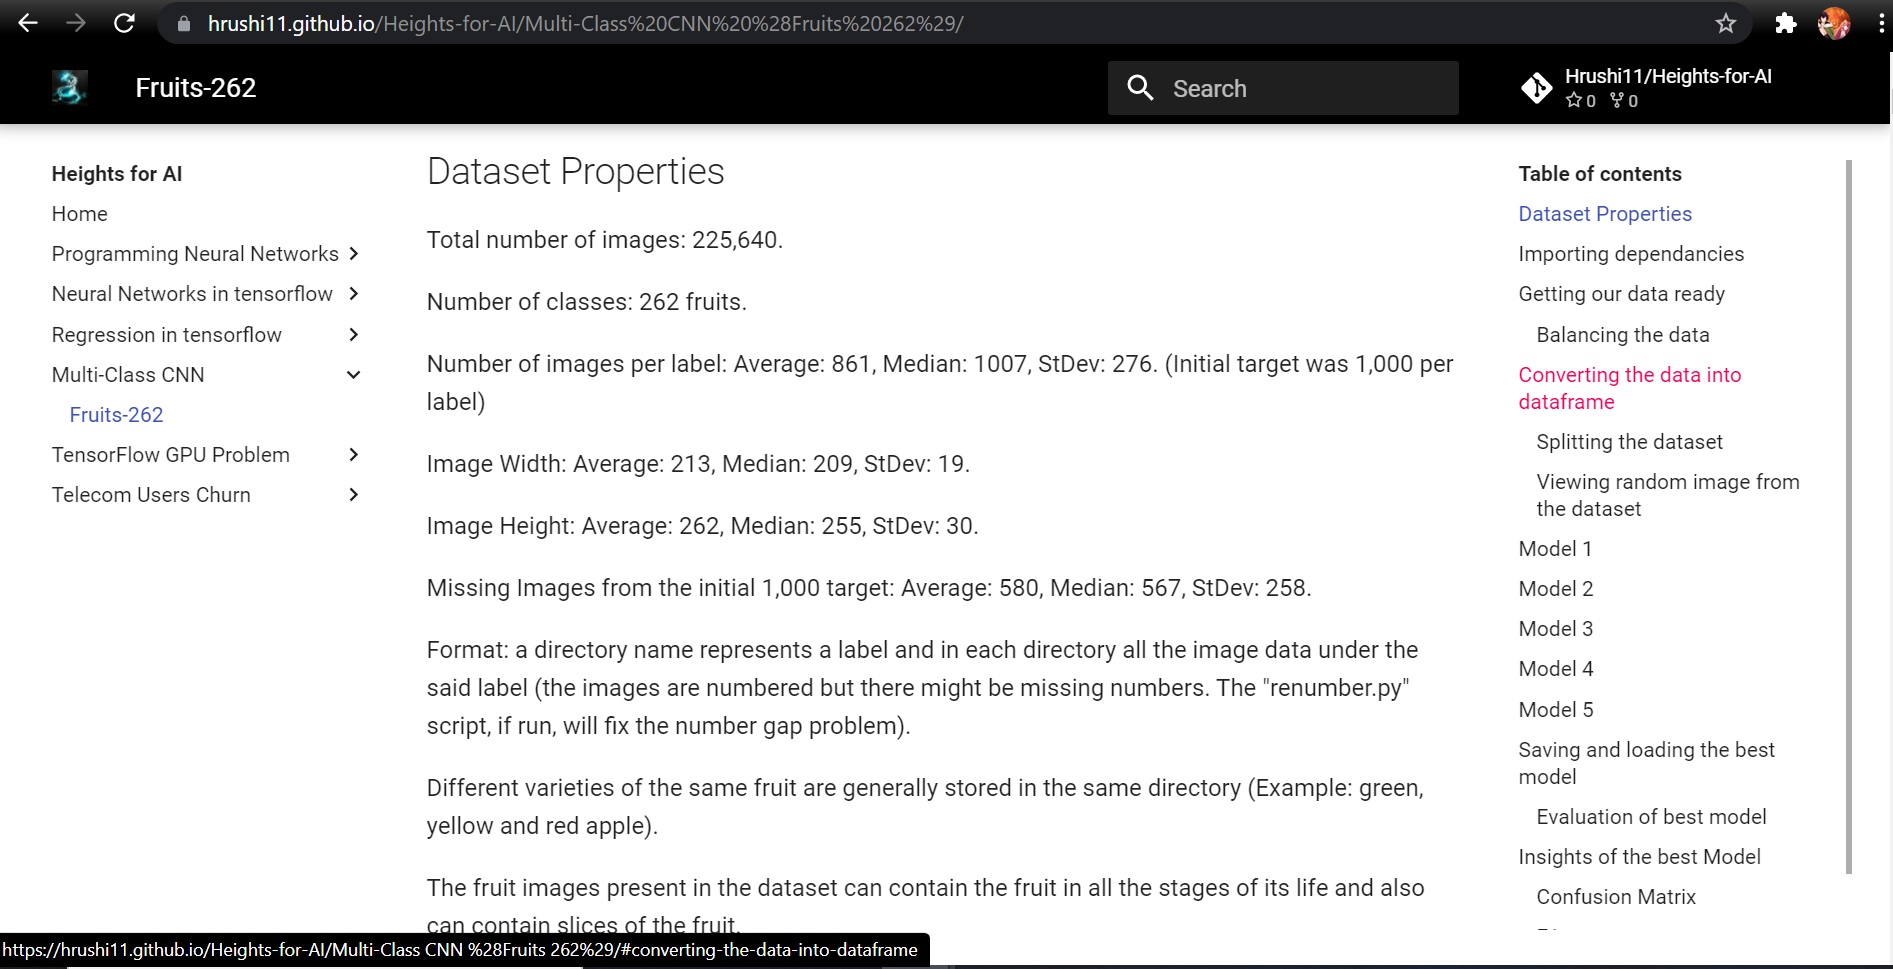 hrushi11.github.io/Heights-for-AI/Multi-Class%20CNN%20%28Fruits%20262%29/
Fruits-262
Search
Hrushi11/Heights-for-AI
0 0
Heights for AI
Home
Programming Neural Networks
Neural Networks in tensorflow
Regression in tensorflow
Multi-Class CNN
Fruits-262
TensorFlow GPU Problem
Telecom Users Churn
Dataset Properties
Total number of images: 225,640.
Number of classes: 262 fruits.
Number of images per label: Average: 861, Median: 1007, StDev: 276. (Initial target was 1,000 per
label)
Image Width: Average: 213, Median: 209, StDev: 19.
Image Height: Average: 262, Median: 255, StDev: 30.
Missing Images from the initial 1,000 target: Average: 580, Median: 567, StDev: 258.
Format: a directory name represents a label and in each directory all the image data under the
said label (the images are numbered but there might be missing numbers. The "renumber.py"
script, if run, will fix the number gap problem).
Different varieties of the same fruit are generally stored in the same directory (Example: green,
yellow and red apple).
The fruit images present in the dataset can contain the fruit in all the stages of its life and also
can contain slices of the fruit.
Table of contents
Dataset Properties
Importing dependancies
Getting our data ready
Balancing the data
Converting the data into
dataframe
Splitting the dataset
Viewing random image from
the dataset
Model 1
Model 2
Model 3
Model 4
Model 5
Saving and loading the best
model
Evaluation of best model
Insights of the best Model
Confusion Matrix
https://hrushi11.github.io/Heights-for-AI/Multi-Class CNN %28Fruits 262%29/#converting-the-data-into-dataframe